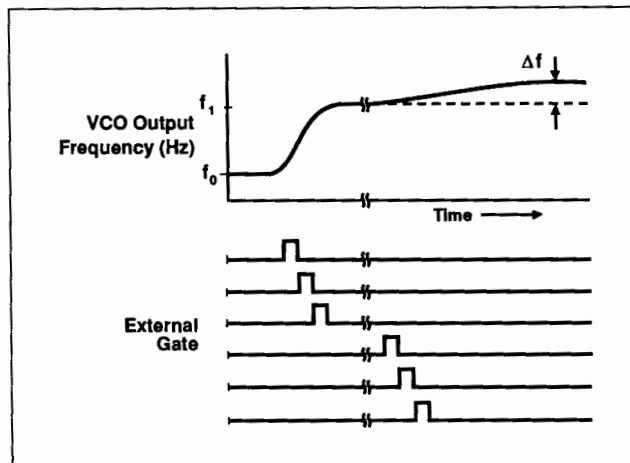 Δf
f₁
VCO Output
Frequency (Hz)
f₀
Time
External
Gate